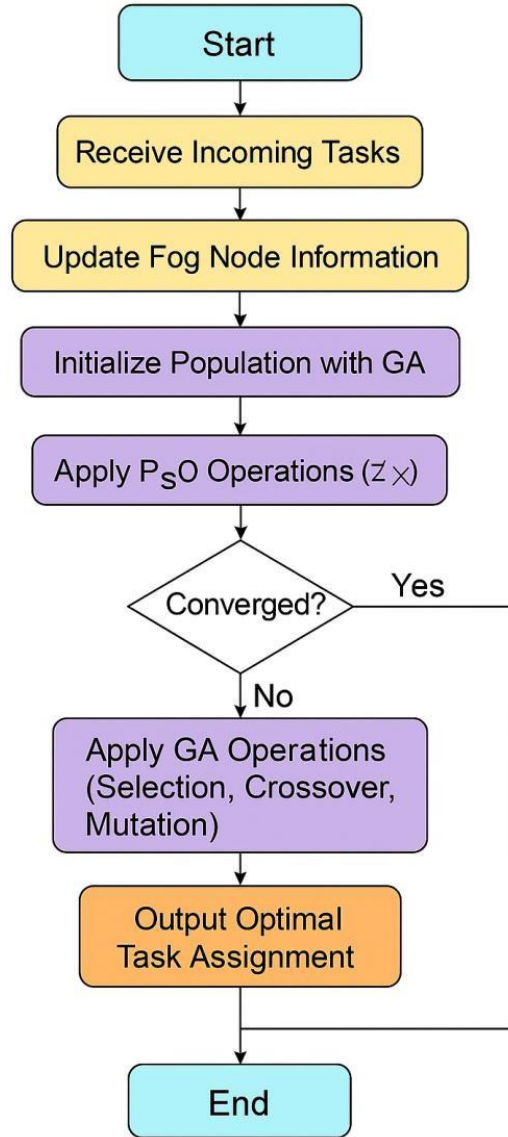 Start
Receive Incoming Tasks
Update Fog Node Information
Initialize Population with GA
Apply PsO Operations (z x)
Converged?
Yes
No
Apply GA Operations
(Selection, Crossover,
Mutation)
Output Optimal
Task Assignment
End